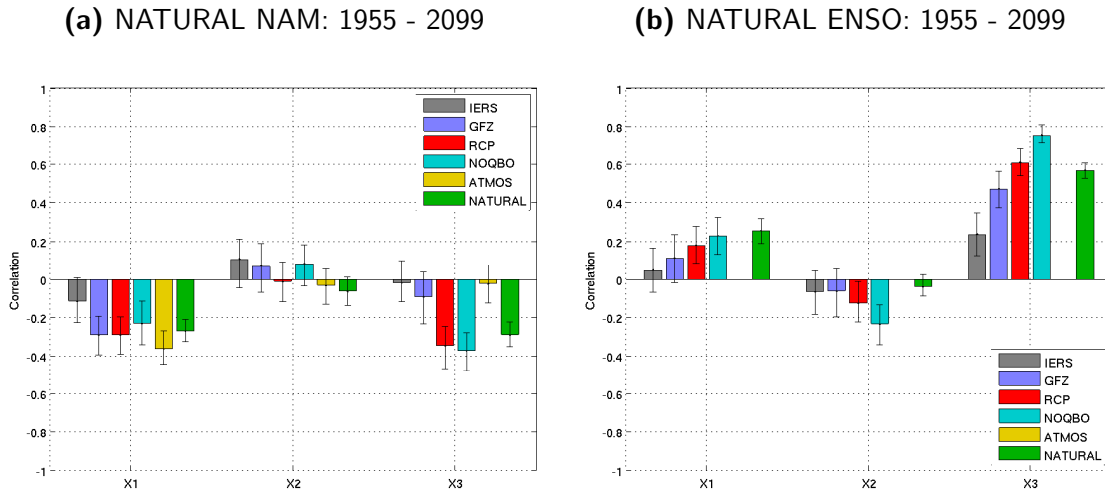 (a) NATURAL NAM: 1955 - 2099
1
0.8
0.6
0.4
0.2
0
-0.2
-0.4
-0.6
-0.8
-1
Correlation
X1 X2 X3
IERS
GFZ
RCP
NOQBO
ATMOS
NATURAL
(b) NATURAL ENSO: 1955 - 2099
1
0.8
0.6
0.4
0.2
0
-0.2
-0.4
-0.6
-0.8
-1
Correlation
X1 X2 X3
IERS
GFZ
RCP
NOQBO
ATMOS
NATURAL